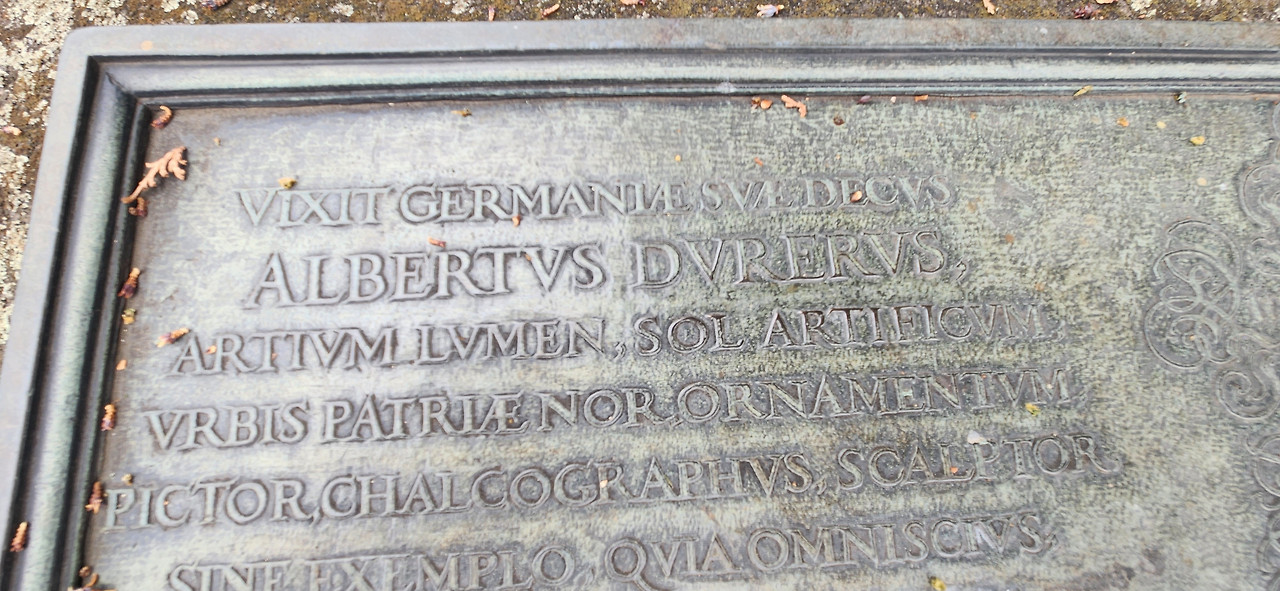 VIXIT GERMANIÆ SVÆ DECVS
ALBERTVS DVRERVS,
ARTIVM LVMEN, SOL ARTIFICVM,
VRBIS PATRIÆ NOR. ORNAMENTVM
PICTOR, CHALCOGRAPHVS, SCALPTOR
SINE EXEMPLO, QVIA OMNISCIVS.